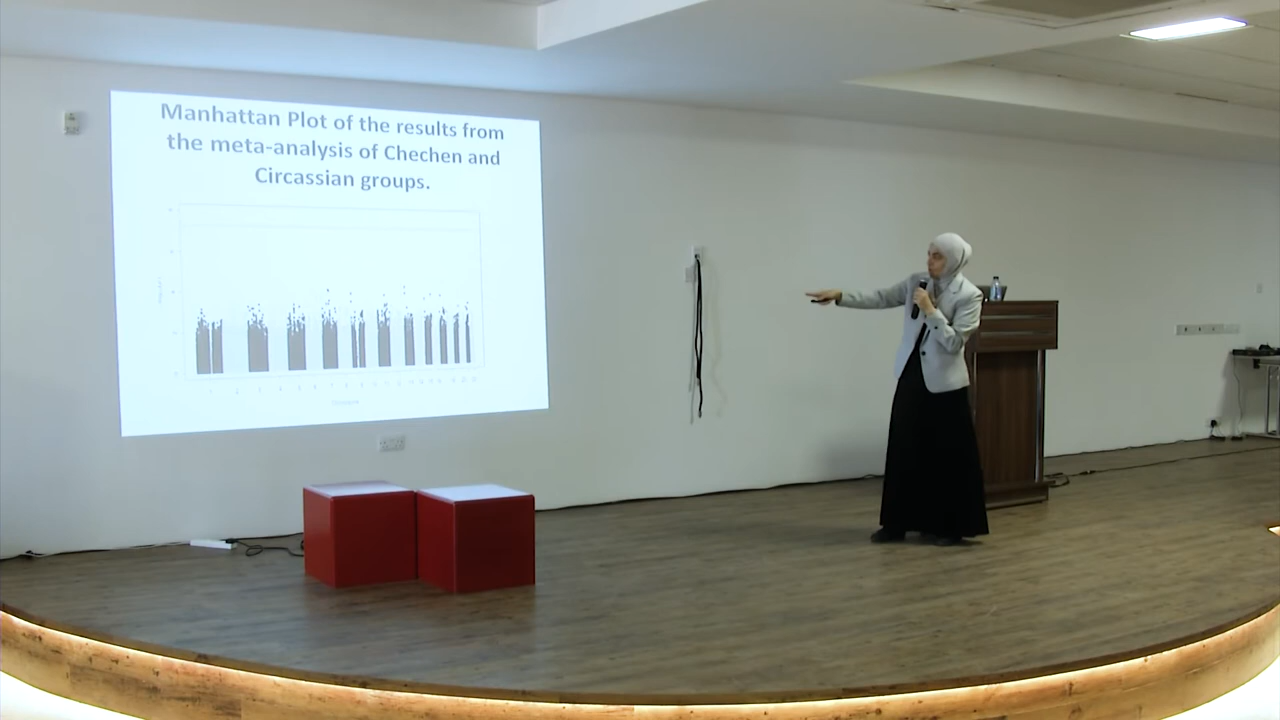 Manhattan Plot of the results from
the meta-analysis of Chechen and
Circassian groups.